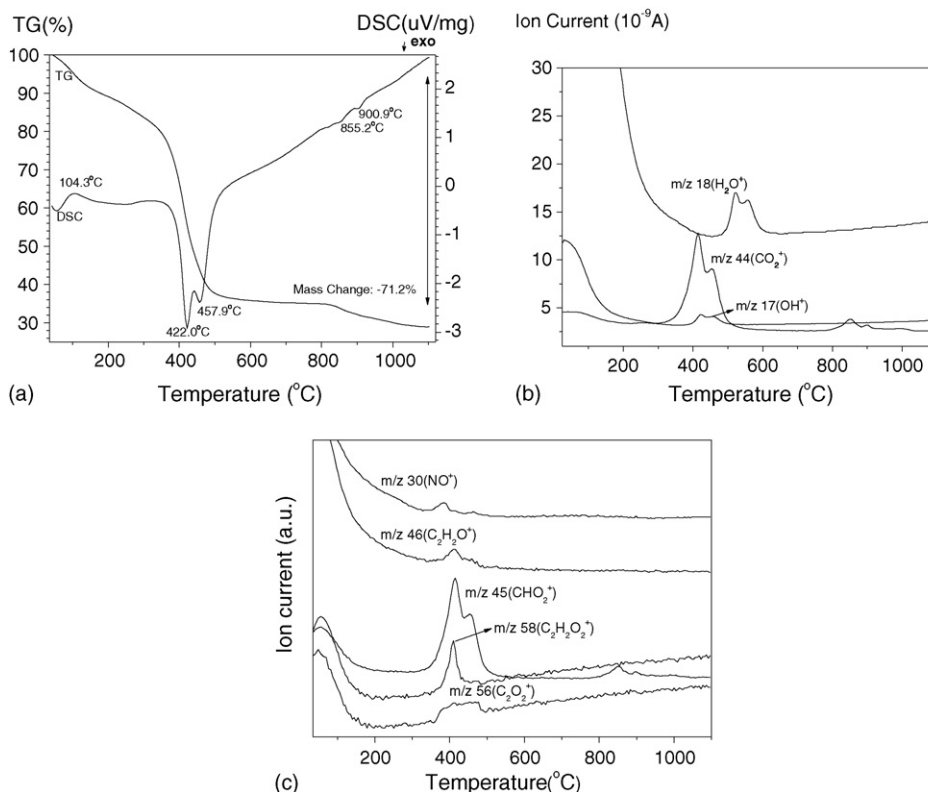 TG(%)
DSC(uV/mg)
↓ exo
100
90
80
70
60
50
40
30
TG
104.3°C
DSC
422.0°C
457.9°C
855.2°C
900.9°C
Mass Change: -71.2%
2
1
0
-1
-2
-3
200 400 600 800 1000
Temperature (°C)
(a)
Ion Current (10⁻⁹A)
30
25
20
15
10
5
m/z 18(H₂O⁺)
m/z 44(CO₂⁺)
m/z 17(OH⁺)
200 400 600 800 1000
Temperature (°C)
(b)
Ion current (a.u.)
m/z 30(NO⁺)
m/z 46(C₂H₂O⁺)
m/z 45(CHO₂⁺)
m/z 58(C₂H₂O₂⁺)
m/z 56(C₂O₂⁺)
200 400 600 800 1000
Temperature(°C)
(c)